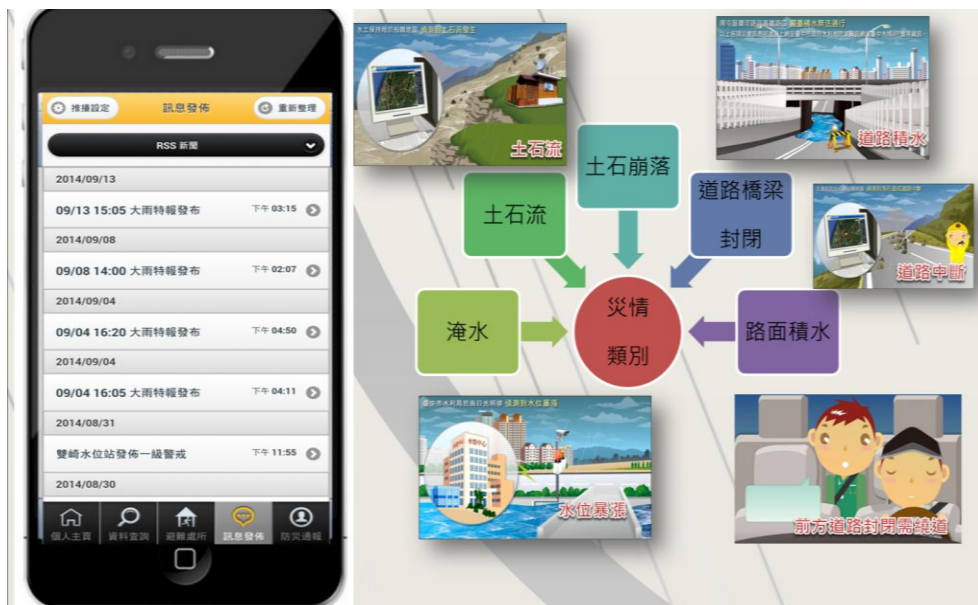 推播設定
訊息發佈
重新整理
RSS 新聞
2014/09/13
09/13 15:05 大雨特報發布 下午 03:15
2014/09/08
09/08 14:00 大雨特報發布 下午 02:07
2014/09/04
09/04 16:20 大雨特報發布 下午 04:50
2014/09/04
09/04 16:05 大雨特報發布 下午 04:11
2014/08/31
雙崎水位站發佈一級警戒 下午 11:55
2014/08/30
個人主頁
資料查詢
避難處所
訊息發佈
防災通報
土石流
道路積水
土石崩落
土石流
道路橋梁
封閉
道路中斷
淹水
災情
類別
路面積水
水位暴漲
前方道路封閉需繞道